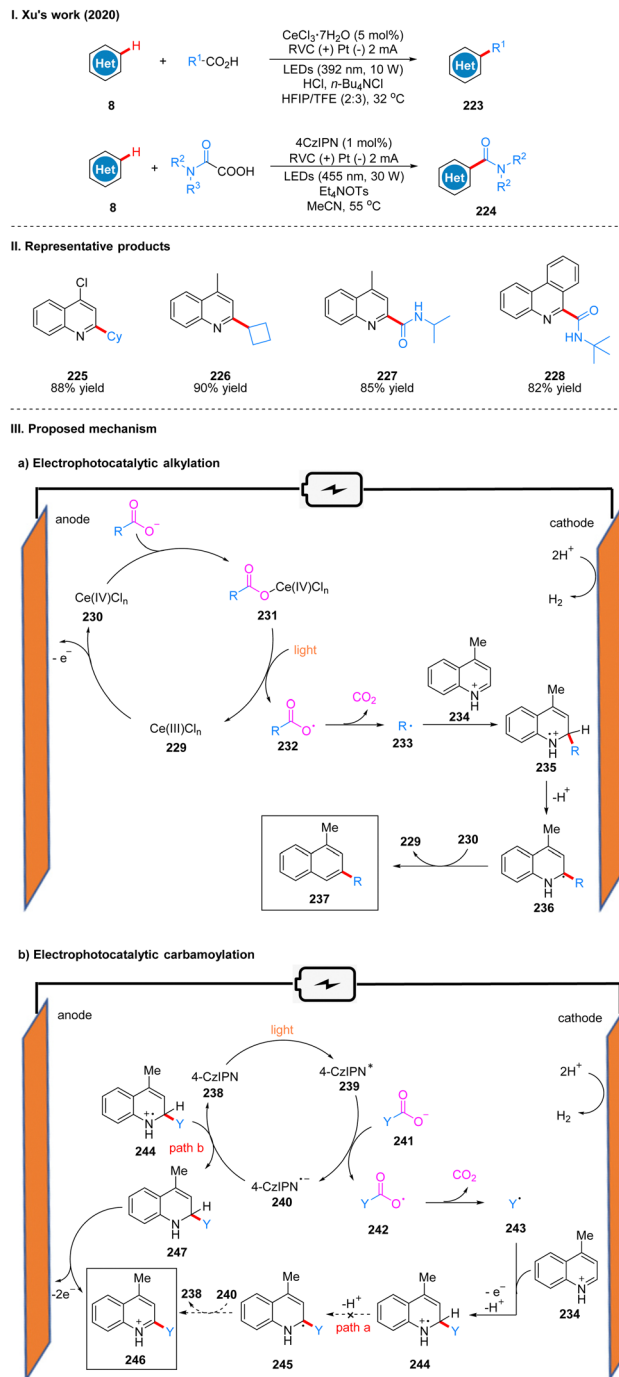 I. Xu's work (2020)
Het
H
8
+
R1-CO2H
CeCl3·7H2O (5 mol%)
RVC (+) Pt (-) 2 mA
LEDs (392 nm, 10 W)
HCl, n-Bu4NCl
HFIP/TFE (2:3), 32 °C
Het
R1
223
Het
H
8
+
R2
N
R3
O
COOH
4CzIPN (1 mol%)
RVC (+) Pt (-) 2 mA
LEDs (455 nm, 30 W)
Et4NOTs
MeCN, 55 °C
Het
O
N
R2
R2
224
II. Representative products
Cl
N
Cy
225
88% yield
N
226
90% yield
N
H
N
O
227
85% yield
N
O
NH
228
82% yield
III. Proposed mechanism
a) Electrophotocatalytic alkylation
anode
cathode
R
O
O−
Ce(IV)Cln
230
O
R
O
Ce(IV)Cln
231
2H+
H2
- e−
light
Ce(III)Cln
229
O
R
O•
232
CO2
R•
233
Me
N
H
+
234
Me
H
N
H
•+
R
235
-H+
Me
N
H
•
R
236
230
229
Me
R
237
b) Electrophotocatalytic carbamoylation
anode
cathode
light
4-CzIPN
238
4-CzIPN*
239
Me
H
N
H
+•
Y
244
path b
O
Y
O−
241
2H+
H2
4-CzIPN•−
240
O
Y
O•
242
CO2
Y•
243
Me
H
N
H
Y
247
-2e−
- e−
-H+
Me
N
H
+
234
Me
N
H
+
Y
246
238
240
Me
N
H
•
Y
245
-H+
×
path a
Me
H
N
H
+•
Y
244